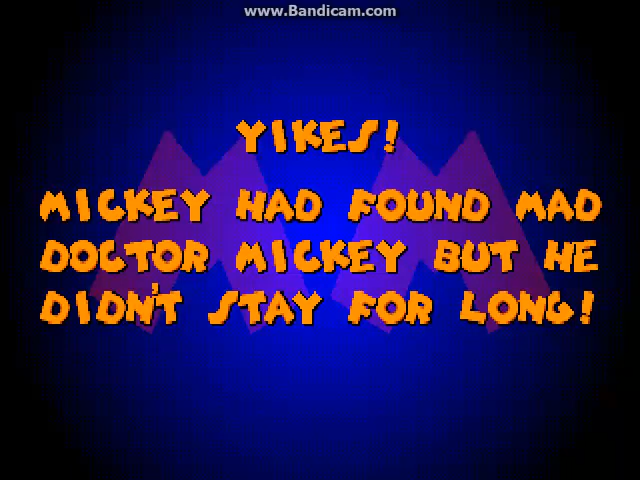 www.Bandicam.com
YIKES!
MICKEY HAD FOUND MAD
DOCTOR MICKEY BUT HE
DIDN'T STAY FOR LONG!